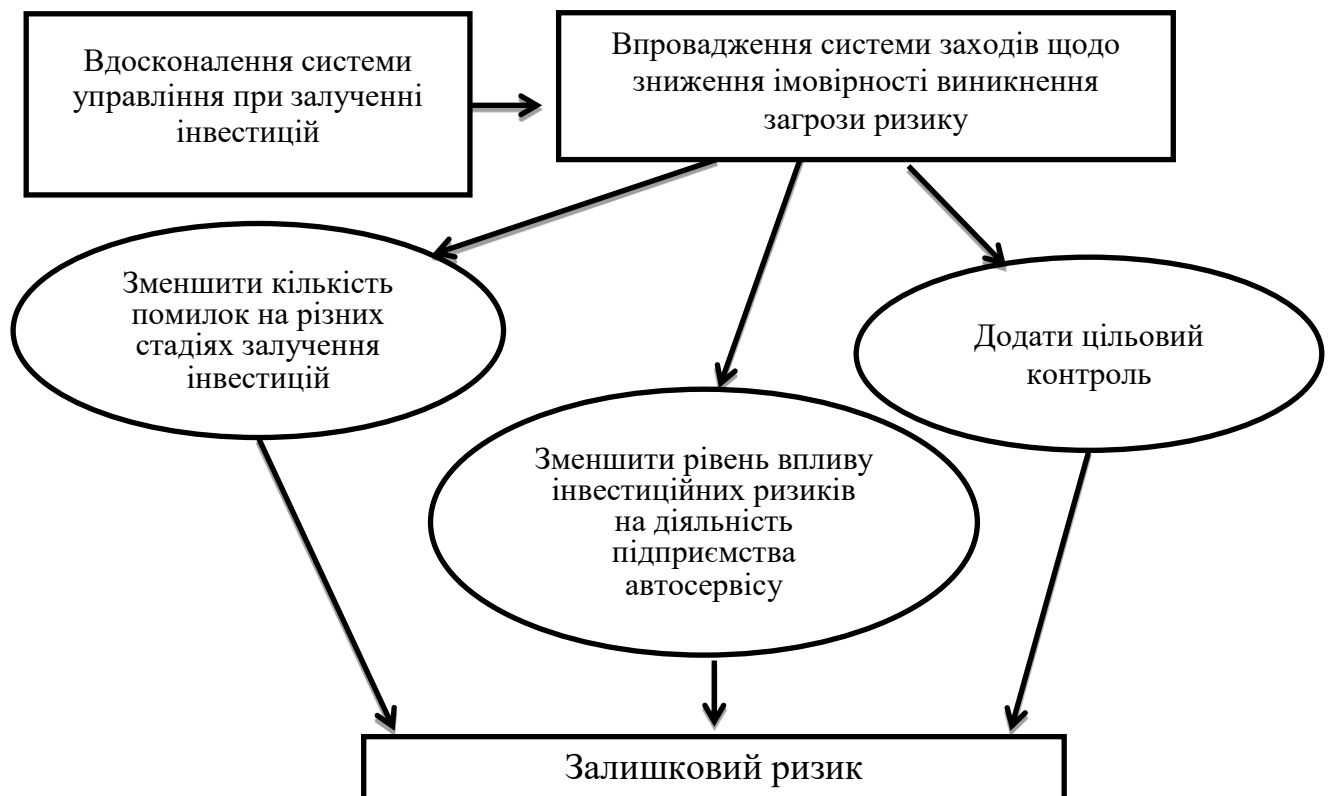 Вдосконалення системи
управління при залученні
інвестицій
Впровадження системи заходів щодо
зниження імовірності виникнення
загрози ризику
Зменшити кількість
помилок на різних
стадіях залучення
інвестицій
Додати цільовий
контроль
Зменшити рівень впливу
інвестиційних ризиків
на діяльність
підприємства
автосервісу
Залишковий ризик